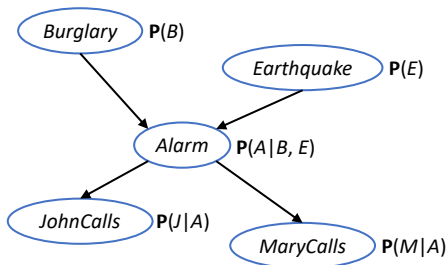 Burglary P(B)
Earthquake P(E)
Alarm P(A|B, E)
JohnCalls P(J|A)
MaryCalls P(M|A)